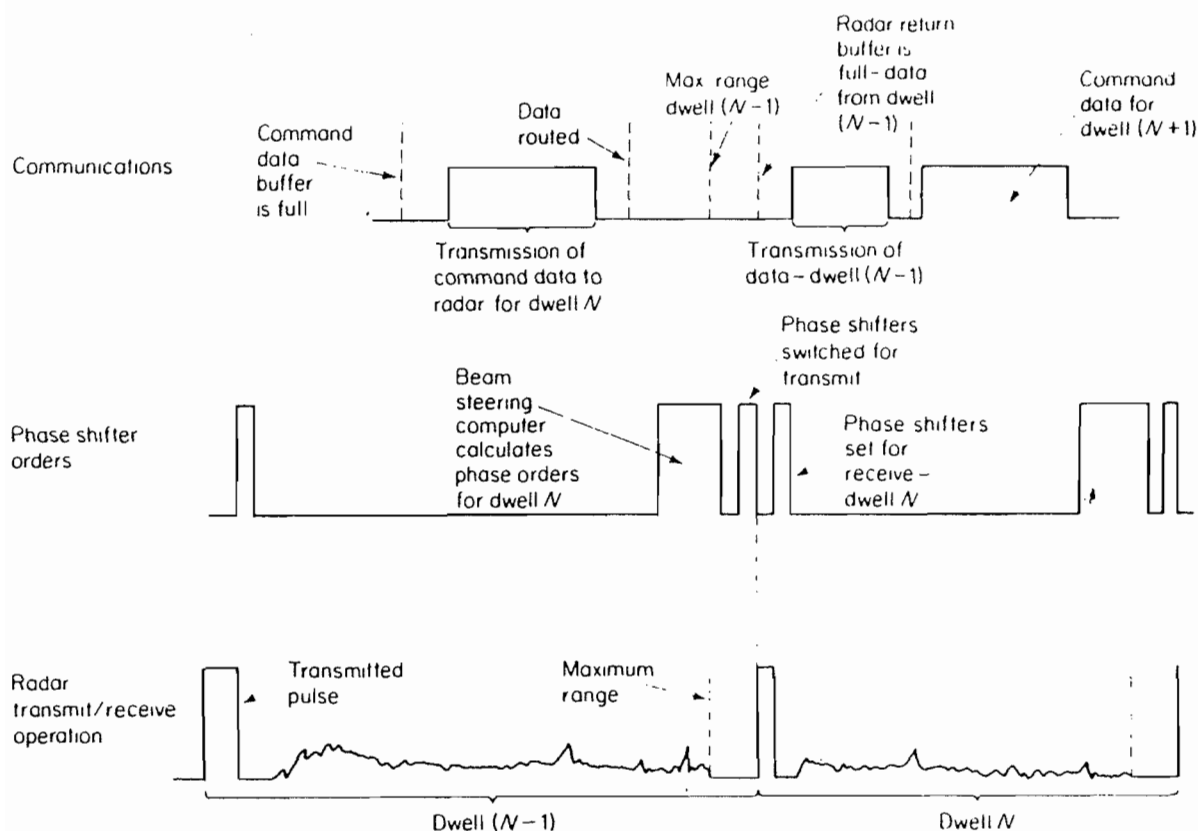 Communications
Command
data
buffer
is full
Data
routed
Max range
dwell (N-1)
Radar return
buffer is
full-data
from dwell
(N-1)
Command
data for
dwell (N+1)
Transmission of
command data to
radar for dwell N
Transmission of
data-dwell (N-1)
Phase shifter
orders
Beam
steering
computer
calculates
phase orders
for dwell N
Phase shifters
switched for
transmit
Phase shifters
set for
receive-
dwell N
Radar
transmit/receive
operation
Transmitted
pulse
Maximum
range
Dwell (N-1)
Dwell N